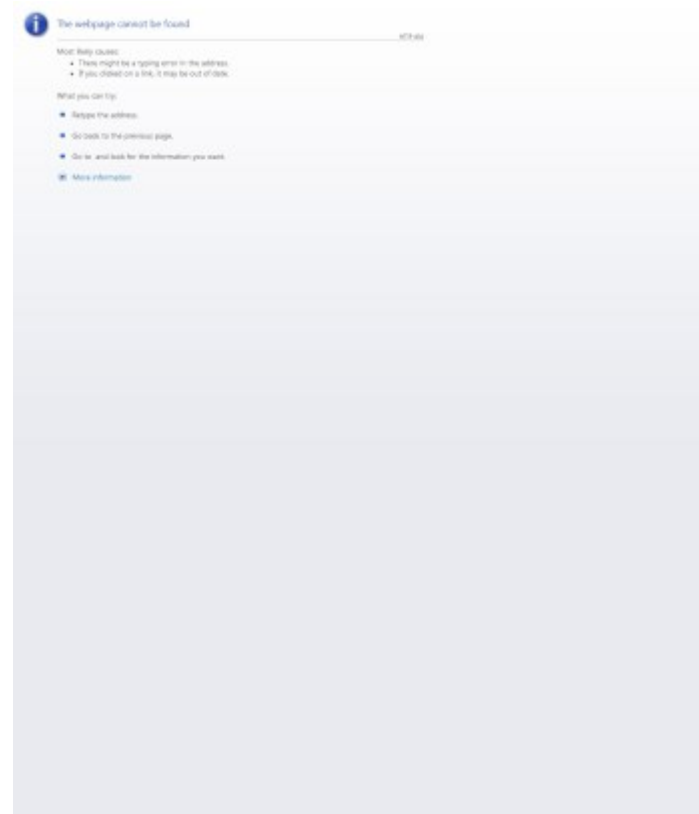 The webpage cannot be found
HTTP 404
Most likely causes:
There might be a typing error in the address.
If you clicked on a link, it may be out of date.
What you can try:
Retype the address.
Go back to the previous page.
Go to and look for the information you want.
More information